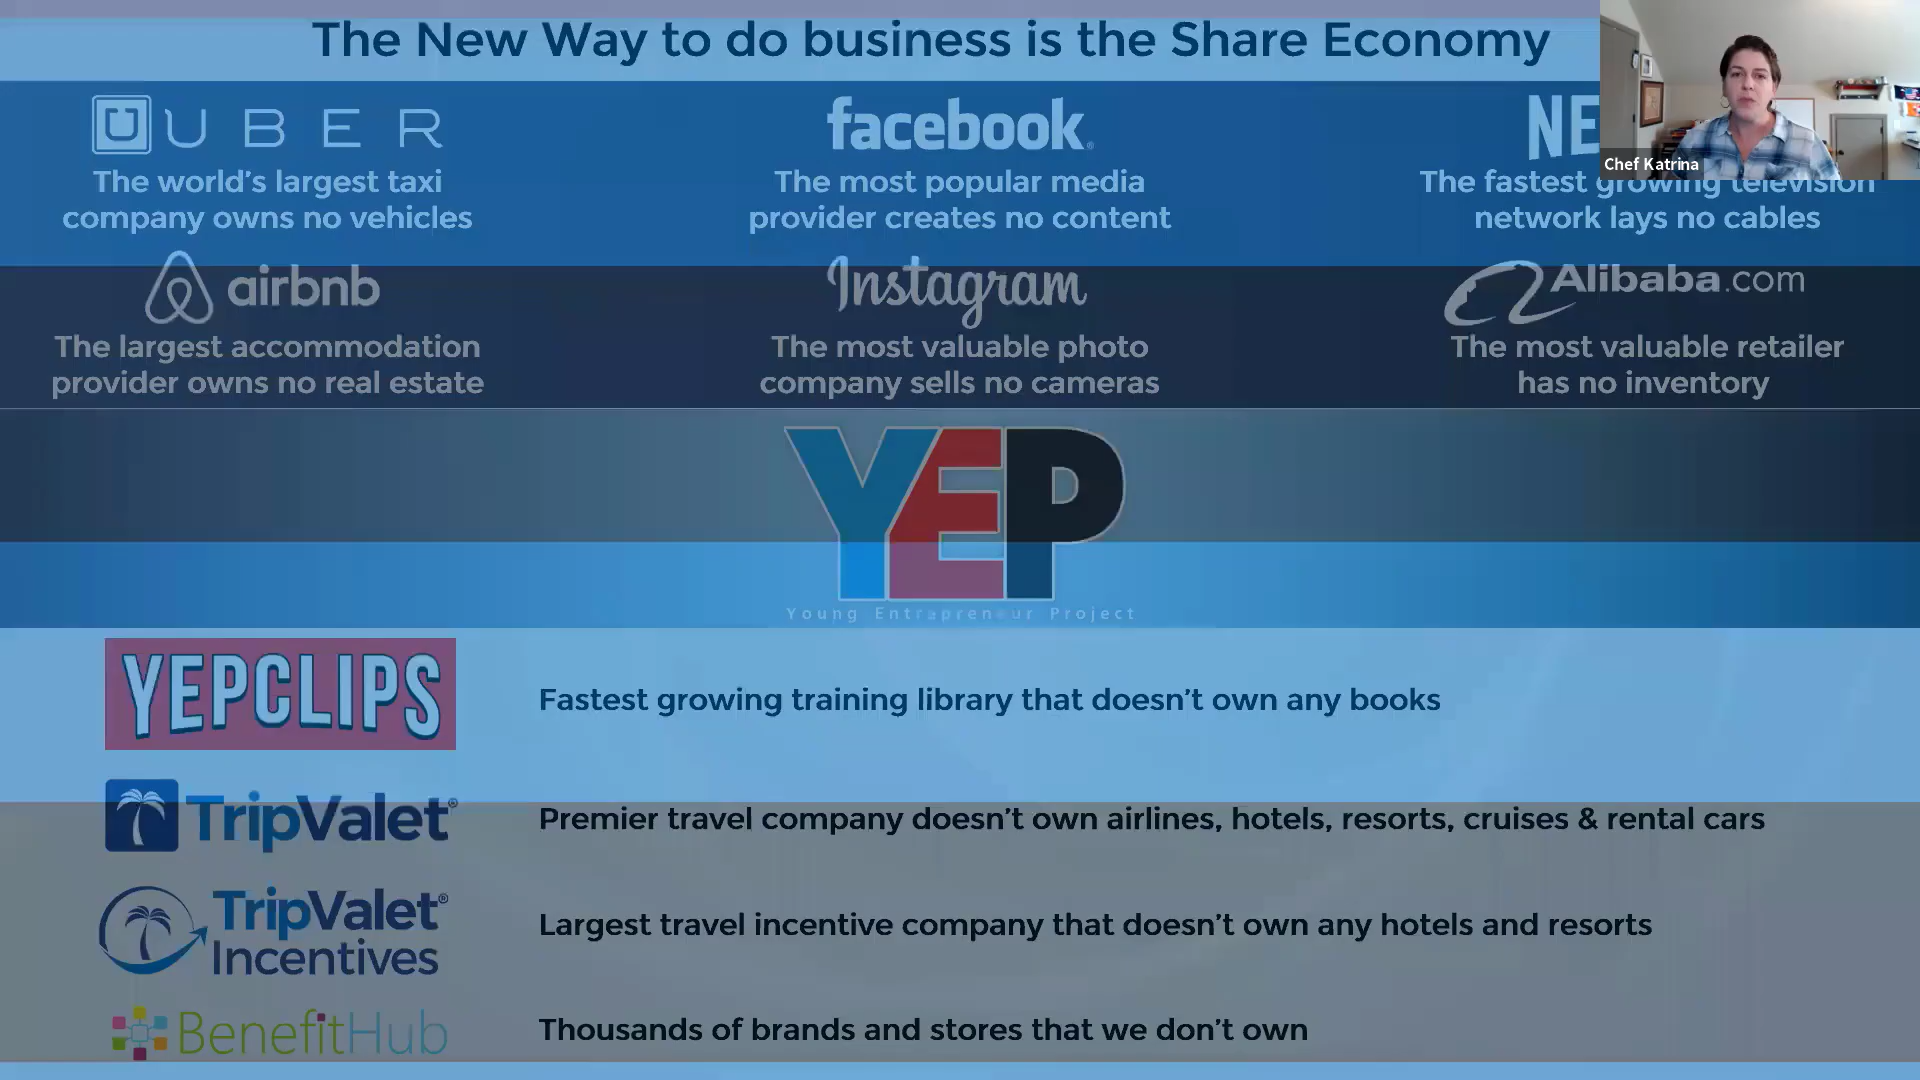 The New Way to do business is the Share Economy
UBER
The world's largest taxi
company owns no vehicles
facebook
The most popular media
provider creates no content
NE
The fastest growing television
network lays no cables
Chef Katrina
airbnb
The largest accommodation
provider owns no real estate
Instagram
The most valuable photo
company sells no cameras
Alibaba.com
The most valuable retailer
has no inventory
YEP
Young Entrepreneur Project
YEPCLIPS
Fastest growing training library that doesn't own any books
TripValet®
Premier travel company doesn't own airlines, hotels, resorts, cruises & rental cars
TripValet®
Incentives
Largest travel incentive company that doesn't own any hotels and resorts
BenefitHub
Thousands of brands and stores that we don't own